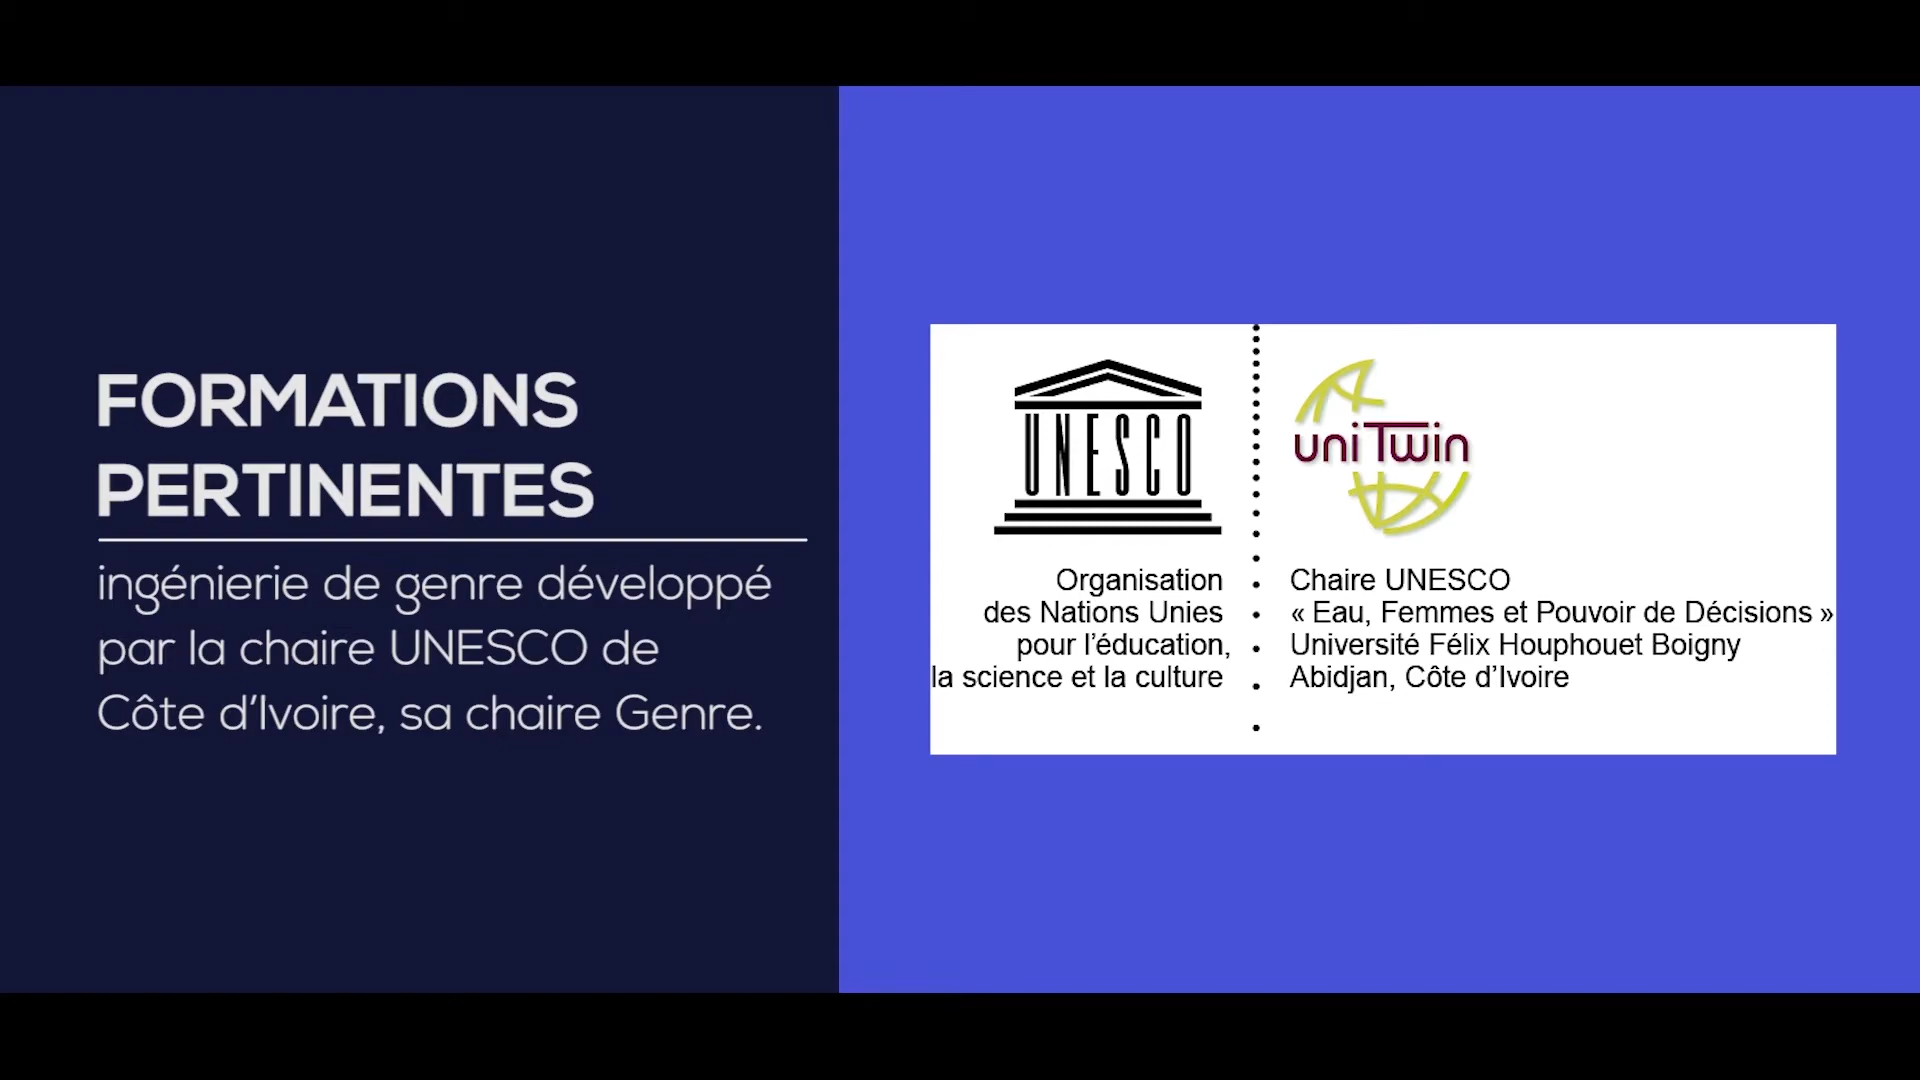 FORMATIONS
PERTINENTES
ingénierie de genre développé
par la chaire UNESCO de
Côte d'Ivoire, sa chaire Genre.
UNESCO
Organisation
des Nations Unies
pour l'éducation,
la science et la culture
uniTwin
Chaire UNESCO
« Eau, Femmes et Pouvoir de Décisions »
Université Félix Houphouet Boigny
Abidjan, Côte d'Ivoire